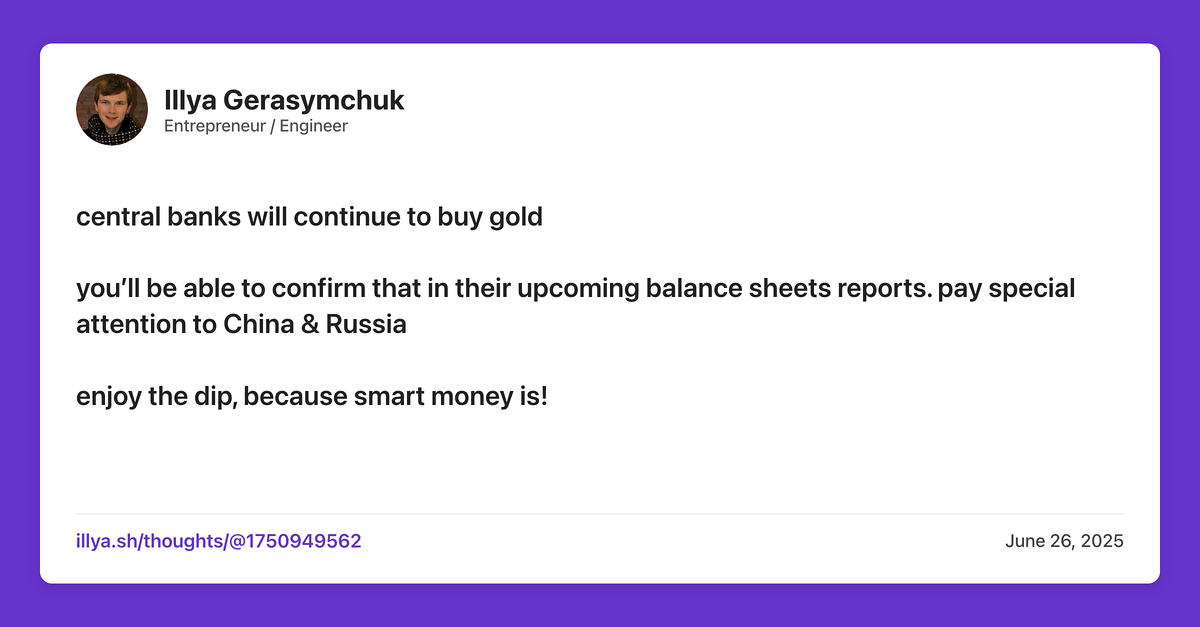 Illya Gerasymchuk
Entrepreneur / Engineer
central banks will continue to buy gold
you’ll be able to confirm that in their upcoming balance sheets reports. pay special
attention to China & Russia
enjoy the dip, because smart money is!
illya.sh/thoughts/@1750949562
June 26, 2025